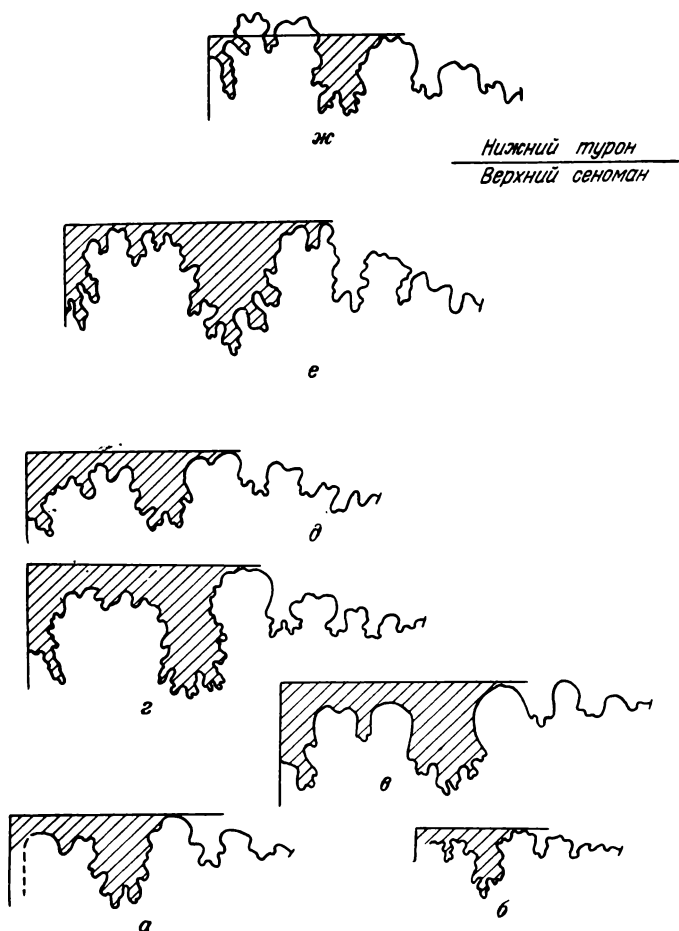 ж
Нижний турон
Верхний сеноман
е
д
г
в
а
б